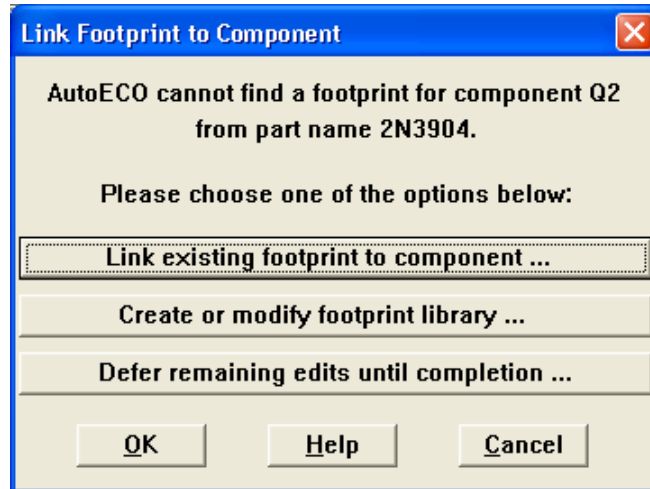 Link Footprint to Component
AutoECO cannot find a footprint for component Q2
from part name 2N3904.
Please choose one of the options below:
Link existing footprint to component ...
Create or modify footprint library ...
Defer remaining edits until completion ...
OK Help Cancel